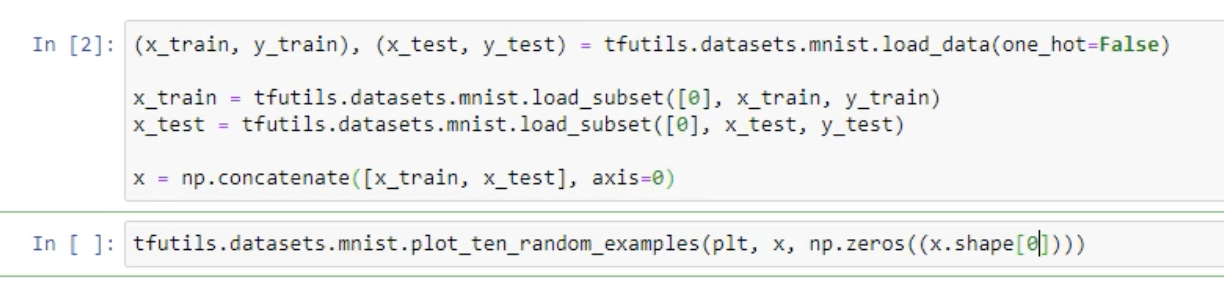 In [2]: (x_train, y_train), (x_test, y_test) = tfutils.datasets.mnist.load_data(one_hot=False)
x_train = tfutils.datasets.mnist.load_subset([0], x_train, y_train)
x_test = tfutils.datasets.mnist.load_subset([0], x_test, y_test)
x = np.concatenate([x_train, x_test], axis=0)
In [ ]: tfutils.datasets.mnist.plot_ten_random_examples(plt, x, np.zeros((x.shape[0])))